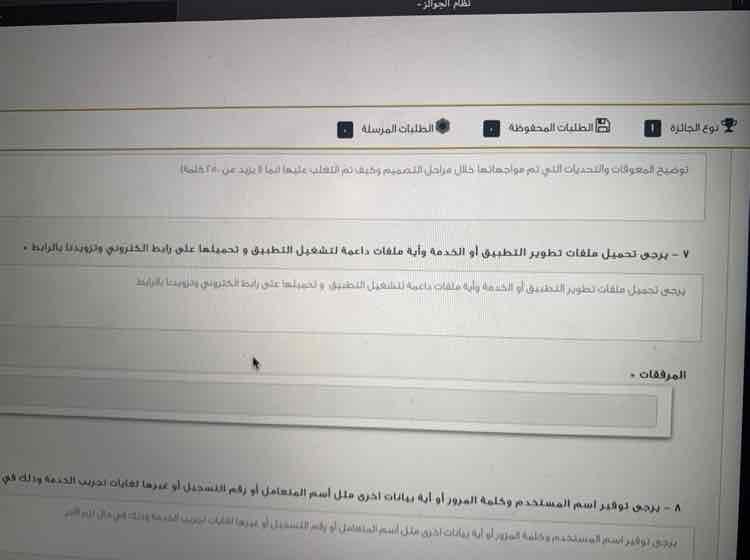 نظام الجوائز -
نوع الجائزة ١ الطلبات المحفوظة ٠ الطلبات المرسلة ٠
توضيح المعوقات والتحديات التي تم مواجهاتها خلال مراحل التصميم وكيف تم التغلب عليها (بما لا يزيد عن ٢٥٠ كلمة)
٧ - يرجى تحميل ملفات تطوير التطبيق أو الخدمة وأية ملفات داعمة لتشغيل التطبيق و تحميلها على رابط الكتروني وتزويدنا بالرابط *
يرجى تحميل ملفات تطوير التطبيق أو الخدمة وأية ملفات داعمة لتشغيل التطبيق و تحميلها على رابط الكتروني وتزويدنا بالرابط
المرفقات *
٨ - يرجى توفير اسم المستخدم وكلمة المرور أو أية بيانات اخرى مثل أسم المتعامل أو رقم التسجيل أو غيرها لغايات تجريب الخدمة وذلك في
يرجى توفير اسم المستخدم وكلمة المرور أو أية بيانات اخرى مثل أسم المتعامل أو رقم التسجيل أو غيرها لغايات تجريب الخدمة وذلك في حال لزم الأمر